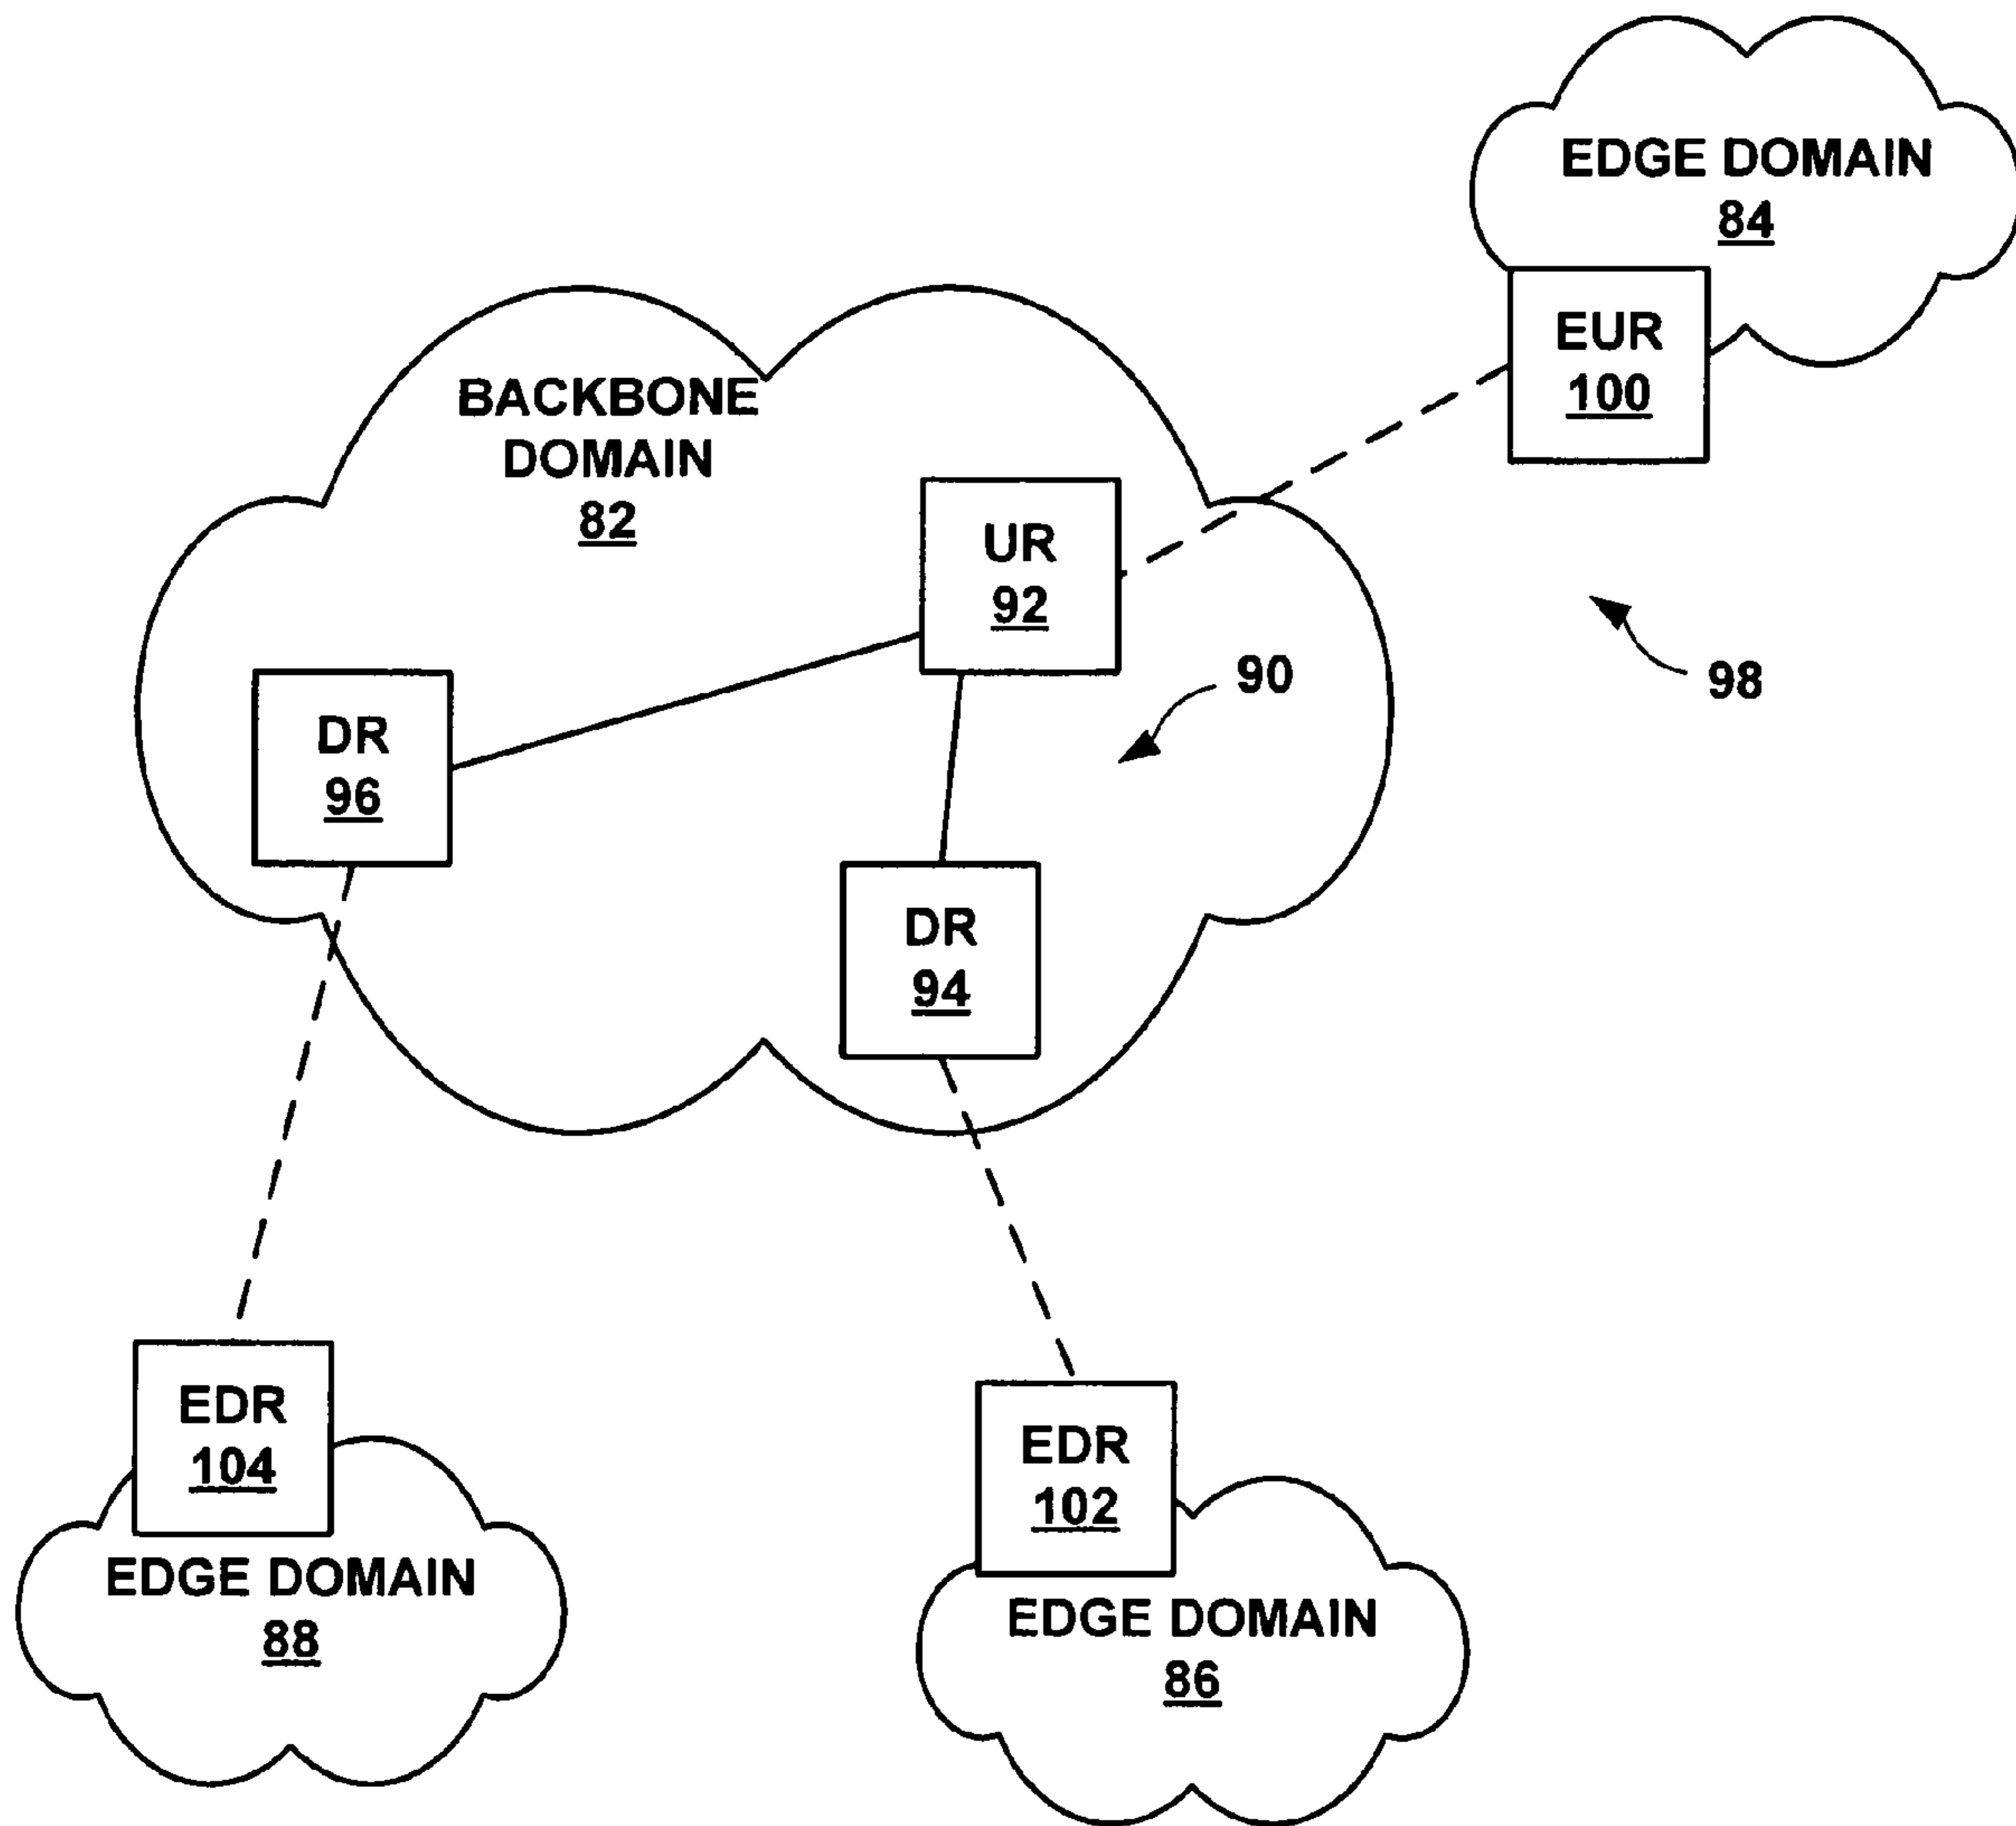 EDGE DOMAIN
84
EUR
100
BACKBONE
DOMAIN
82
UR
92
90
98
DR
96
DR
94
EDR
104
EDGE DOMAIN
88
EDR
102
EDGE DOMAIN
86